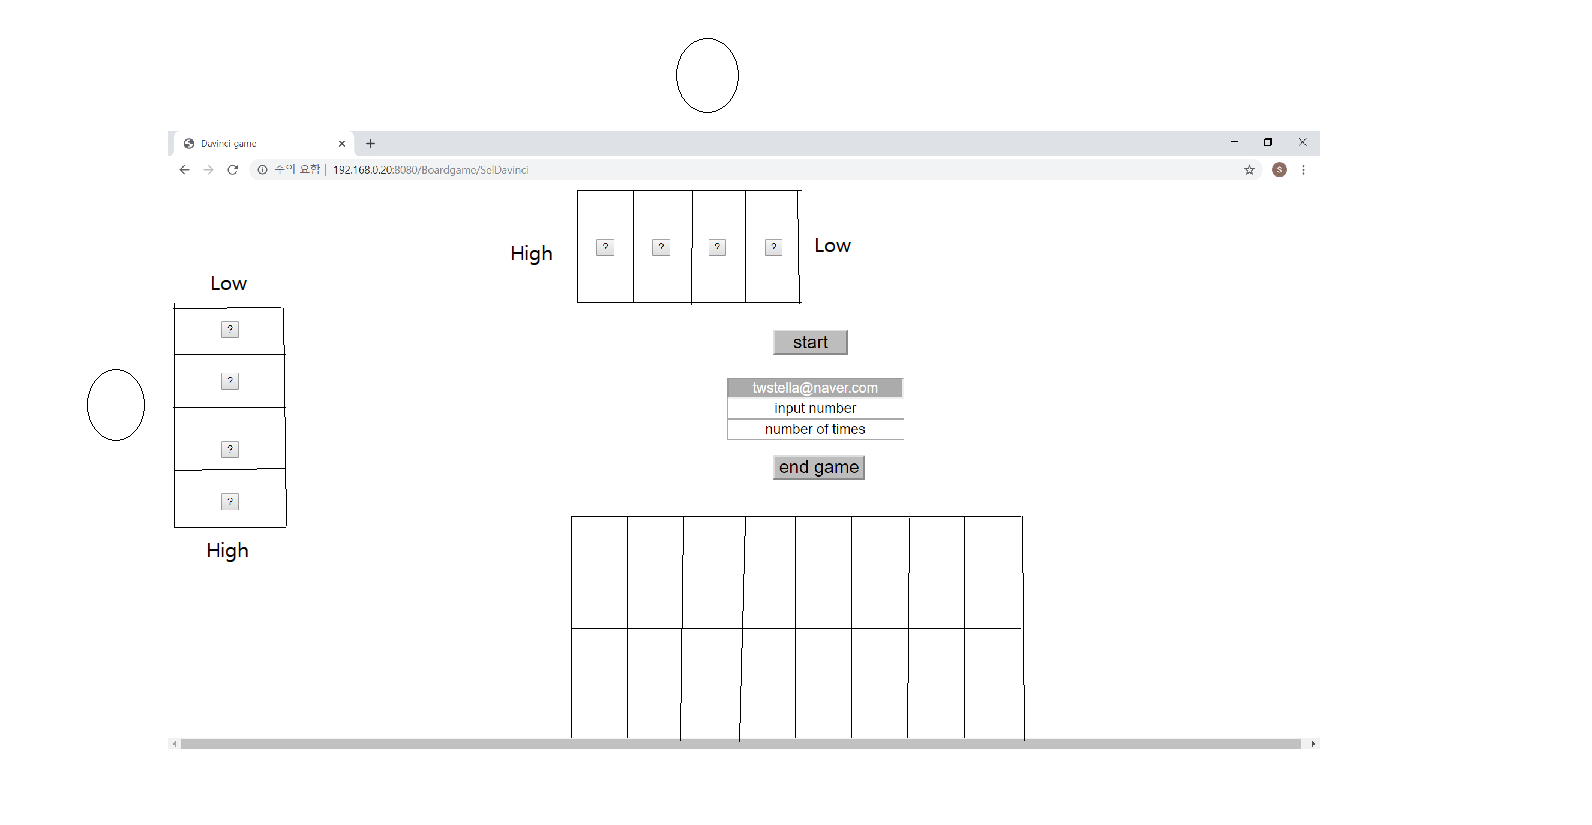 Davinci game
주의 요함 | 192.168.0.20:8080/Boardgame/SelDavinci
S
High ? ? ? ? Low
Low
?
?
?
?
High
start
twstella@naver.com
input number
number of times
end game